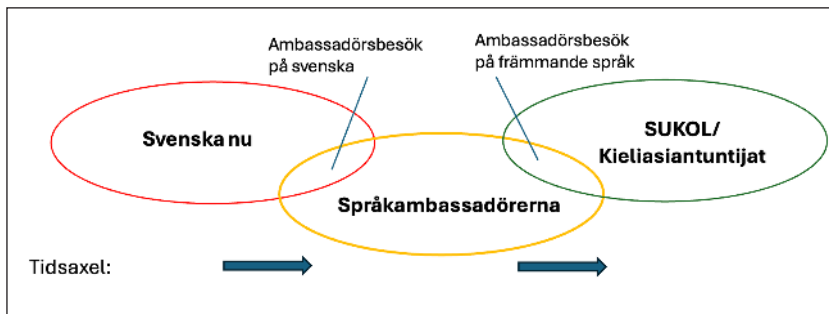 Ambassadörsbesök
på svenska
Ambassadörsbesök
på främmande språk
Svenska nu
SUKOL/
Kieliasiantuntijat
Språkambassadörerna
Tidsaxel: